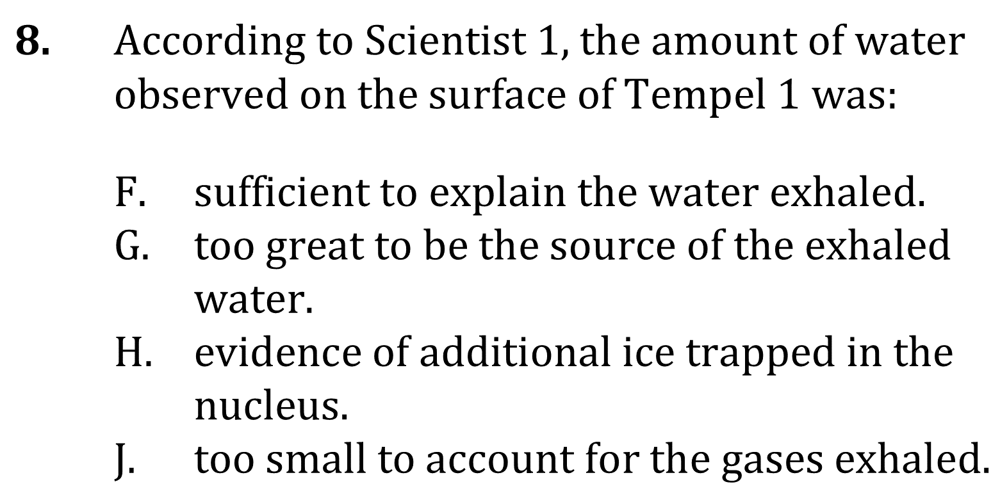 8. According to Scientist 1, the amount of water
observed on the surface of Tempel 1 was:
F. sufficient to explain the water exhaled.
G. too great to be the source of the exhaled
water.
H. evidence of additional ice trapped in the
nucleus.
J. too small to account for the gases exhaled.